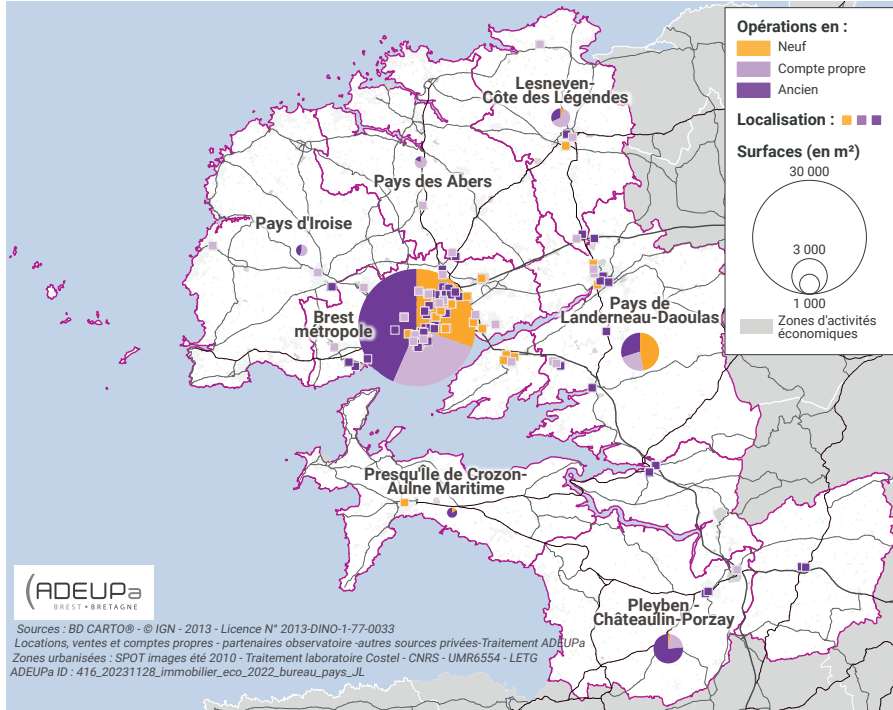 Opérations en :
Neuf
Compte propre
Ancien
Localisation :
Surfaces (en m²)
30 000
3 000
1 000
Zones d'activités
économiques
Lesneven-
Côte des Légendes
Pays des Abers
Pays d'Iroise
Brest
métropole
Pays de
Landerneau-Daoulas
Presqu'Île de Crozon-
Aulne Maritime
Pleyben -
Châteaulin-Porzay
ADEUPa
BREST • BRETAGNE
Sources : BD CARTO® - © IGN - 2013 - Licence N° 2013-DINO-1-77-0033
Locations, ventes et comptes propres - partenaires observatoire -autres sources privées-Traitement ADEUPa
Zones urbanisées : SPOT images été 2010 - Traitement laboratoire Costel - CNRS - UMR6554 - LETG
ADEUPa ID : 416_20231128_immobilier_eco_2022_bureau_pays_JL